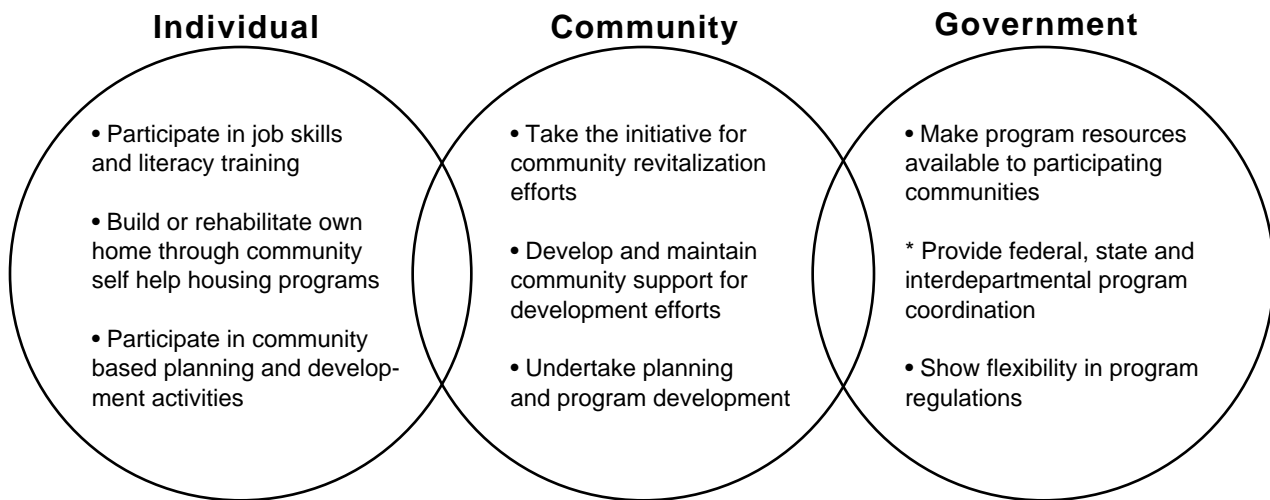 Individual
• Participate in job skills
and literacy training
• Build or rehabilitate own
home through community
self help housing programs
• Participate in community
based planning and develop-
ment activities
Community
• Take the initiative for
community revitalization
efforts
• Develop and maintain
community support for
development efforts
• Undertake planning
and program development
Government
• Make program resources
available to participating
communities
* Provide federal, state and
interdepartmental program
coordination
• Show flexibility in program
regulations